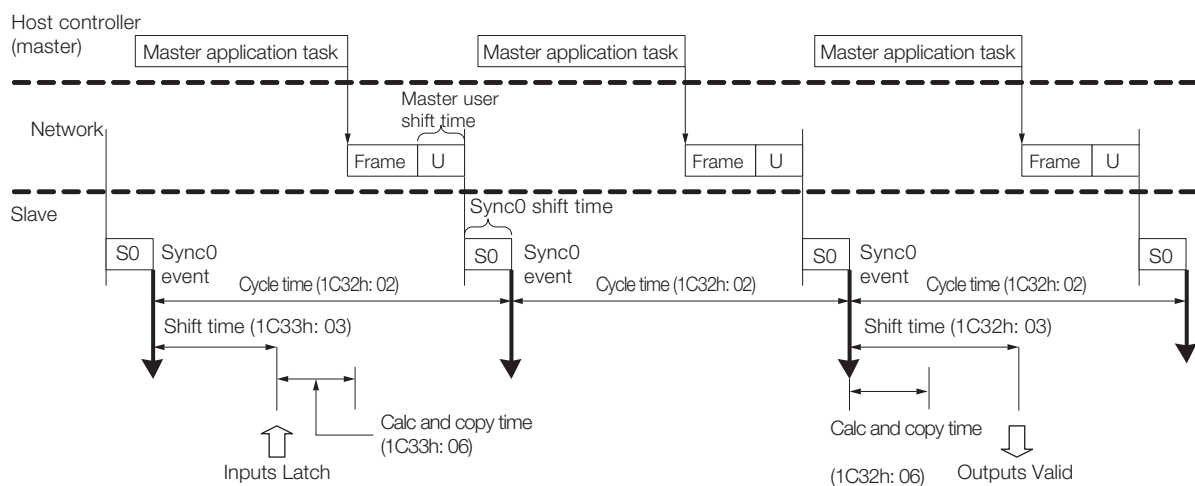 Host controller
(master)
Master application task
Master application task
Master application task
Master user
shift time
Network
Frame
U
Frame
U
Frame
U
Slave
Sync0 shift time
S0
Sync0
event
S0
Sync0
event
S0
Sync0
event
S0
Cycle time (1C32h: 02)
Cycle time (1C32h: 02)
Cycle time (1C32h: 02)
Shift time (1C33h: 03)
Shift time (1C32h: 03)
Calc and copy time
(1C33h: 06)
Calc and copy time
(1C32h: 06)
Inputs Latch
Outputs Valid